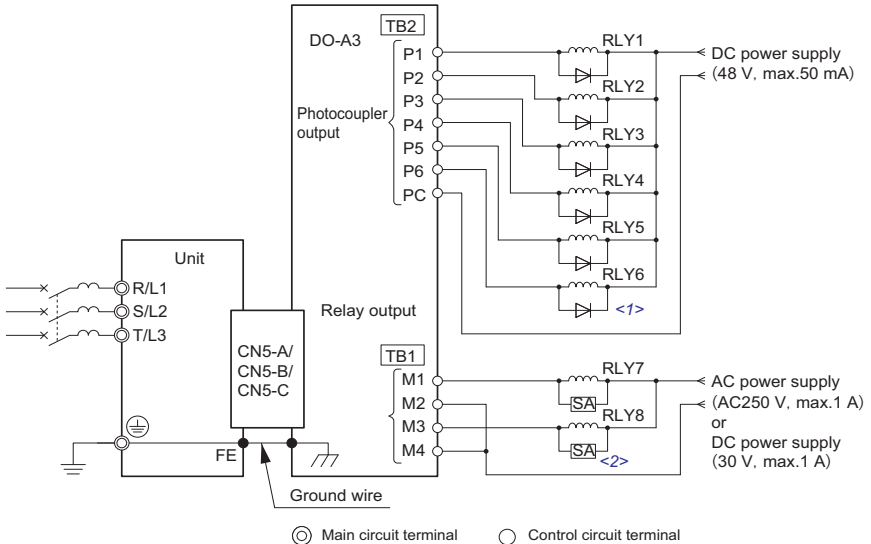 DO-A3
TB2
P1
P2
P3
P4
P5
P6
PC
Photocoupler
output
RLY1
RLY2
RLY3
RLY4
RLY5
RLY6
<1>
DC power supply
(48 V, max.50 mA)
Unit
R/L1
S/L2
T/L3
CN5-A/
CN5-B/
CN5-C
FE
Relay output
TB1
M1
M2
M3
M4
RLY7
SA
RLY8
SA
<2>
AC power supply
(AC250 V, max.1 A)
or
DC power supply
(30 V, max.1 A)
Ground wire
Main circuit terminal
Control circuit terminal